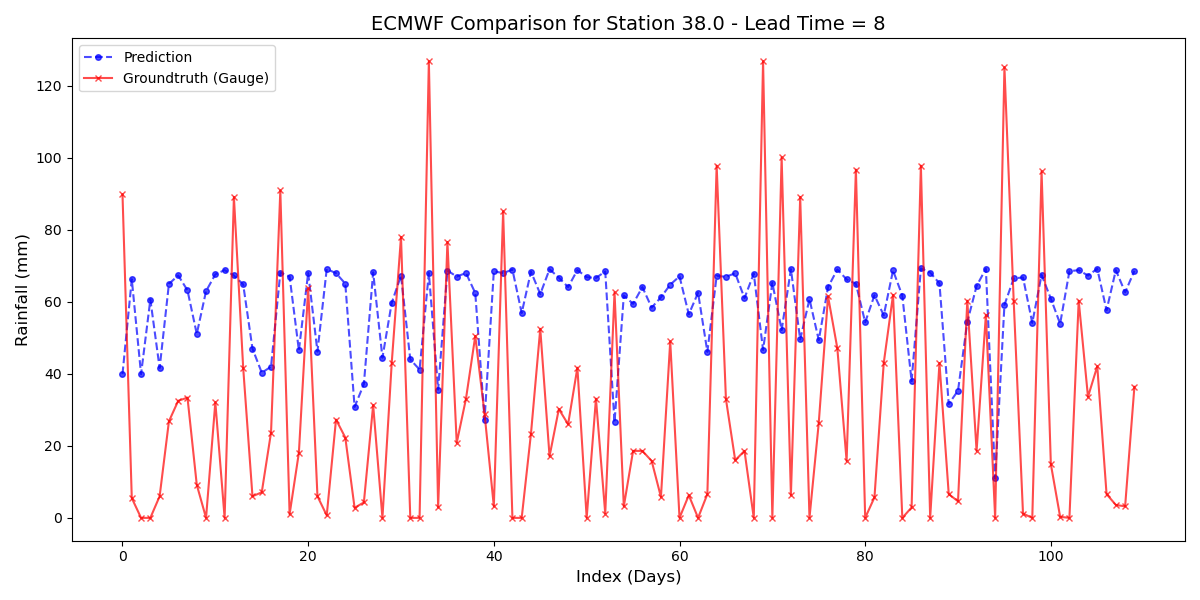 ECMWF Comparison for Station 38.0 - Lead Time = 8
Prediction
Groundtruth (Gauge)
Rainfall (mm)
120
100
80
60
40
20
0
0 20 40 60 80 100
Index (Days)